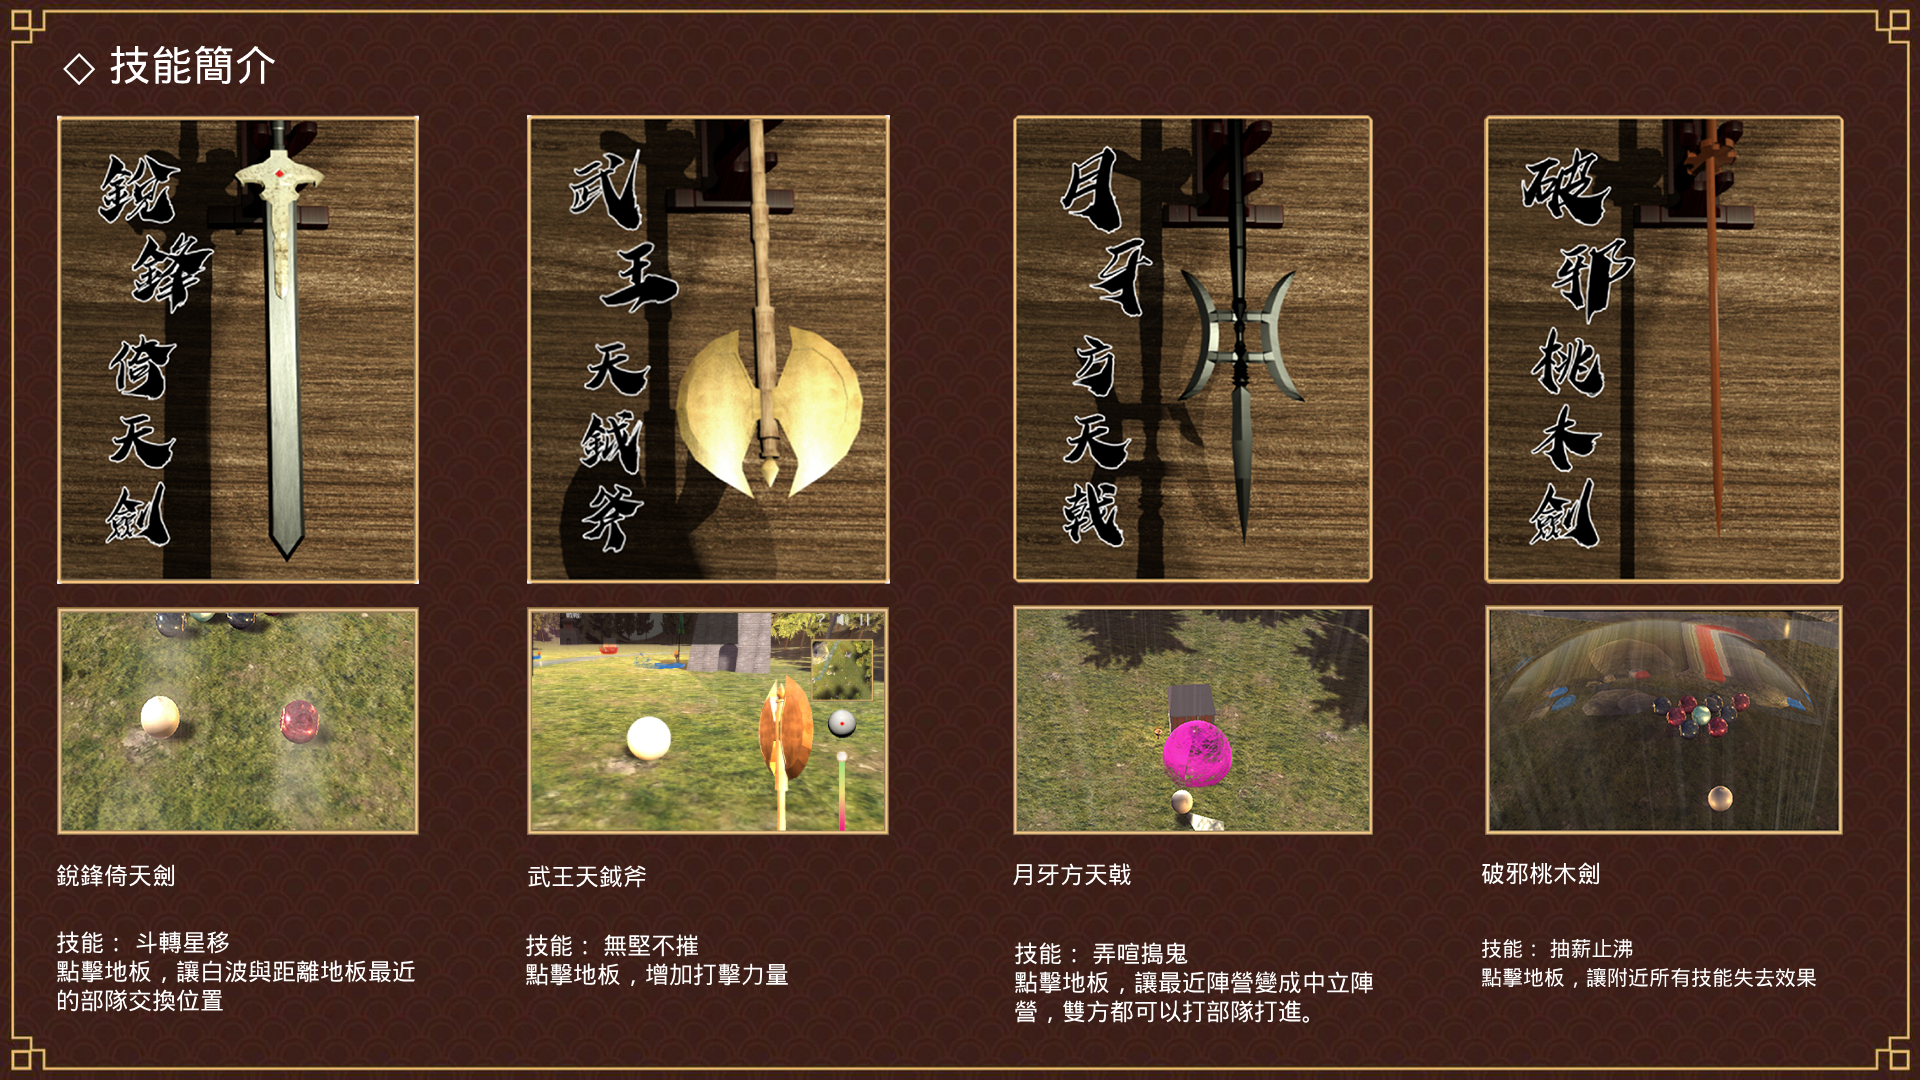 技能簡介
銳鋒倚天劍
武王天鉞斧
月牙方天戟
破邪桃木劍
銳鋒倚天劍
技能： 斗轉星移
點擊地板，讓白波與距離地板最近
的部隊交換位置
武王天鉞斧
技能： 無堅不摧
點擊地板，增加打擊力量
月牙方天戟
技能： 弄喧搗鬼
點擊地板，讓最近陣營變成中立陣
營，雙方都可以打部隊打進。
破邪桃木劍
技能： 抽薪止沸
點擊地板，讓附近所有技能失去效果